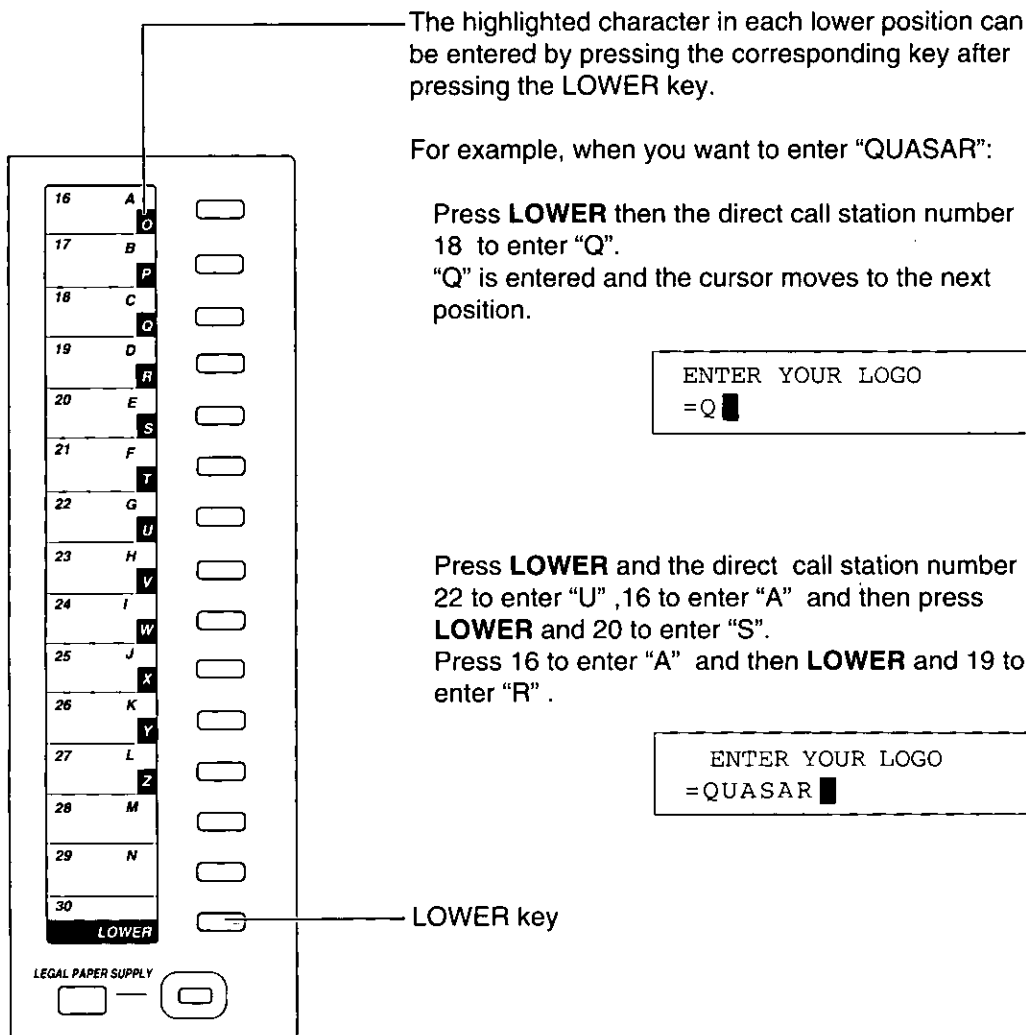 The highlighted character in each lower position can
be entered by pressing the corresponding key after
pressing the LOWER key.
For example, when you want to enter “QUASAR”:
Press LOWER then the direct call station number
18 to enter “Q”.
“Q” is entered and the cursor moves to the next
position.
ENTER YOUR LOGO
=Q
Press LOWER and the direct call station number
22 to enter “U” ,16 to enter “A” and then press
LOWER and 20 to enter “S”.
Press 16 to enter “A” and then LOWER and 19 to
enter “R” .
ENTER YOUR LOGO
=QUASAR
16 A
O
17 B
P
18 C
Q
19 D
R
20 E
S
21 F
T
22 G
U
23 H
V
24 I
W
25 J
X
26 K
Y
27 L
Z
28 M
29 N
30
LOWER
LOWER key
LEGAL PAPER SUPPLY